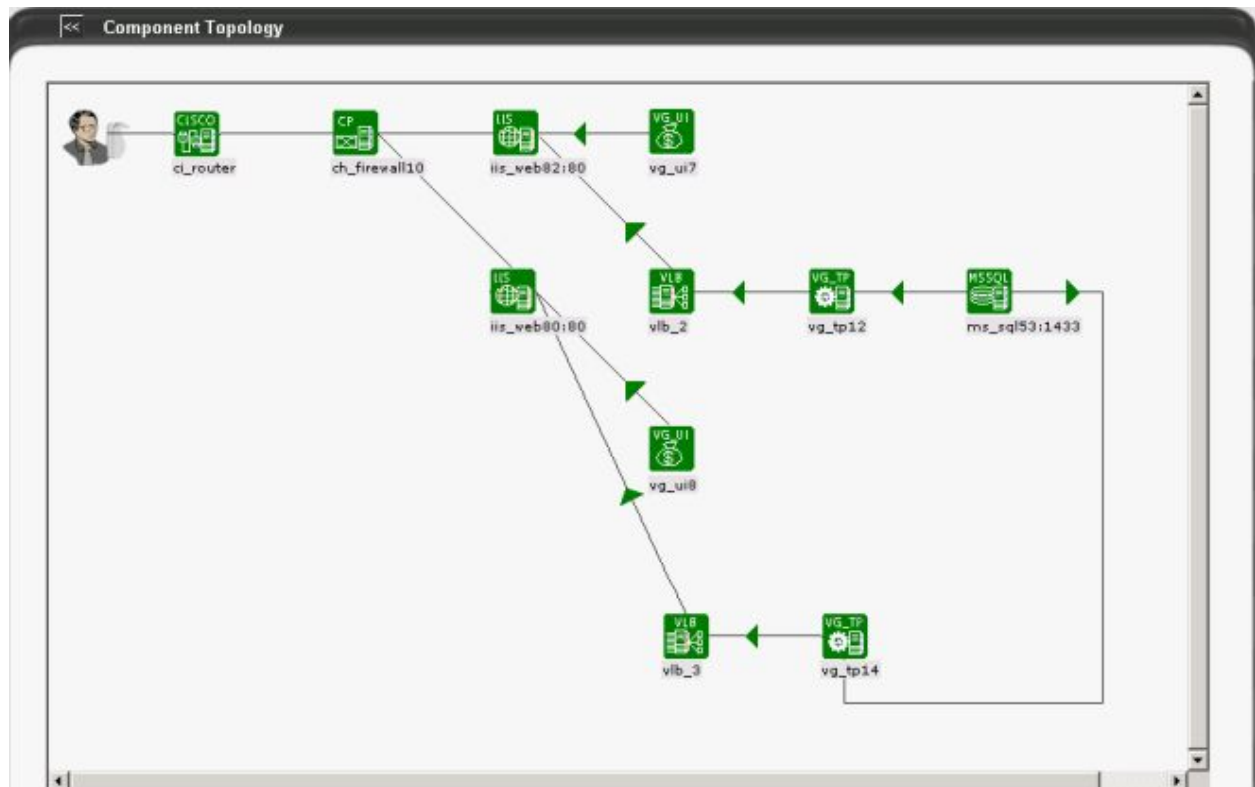 << Component Topology
CISCO
ci_router
CP
ch_firewall10
IIS
iis_web82:80
VG_UI
vg_ui7
IIS
iis_web80:80
VLB
vlb_2
VG_TP
vg_tp12
MSSQL
ms_sql53:1433
VG_UI
vg_ui8
VLB
vlb_3
VG_TP
vg_tp14